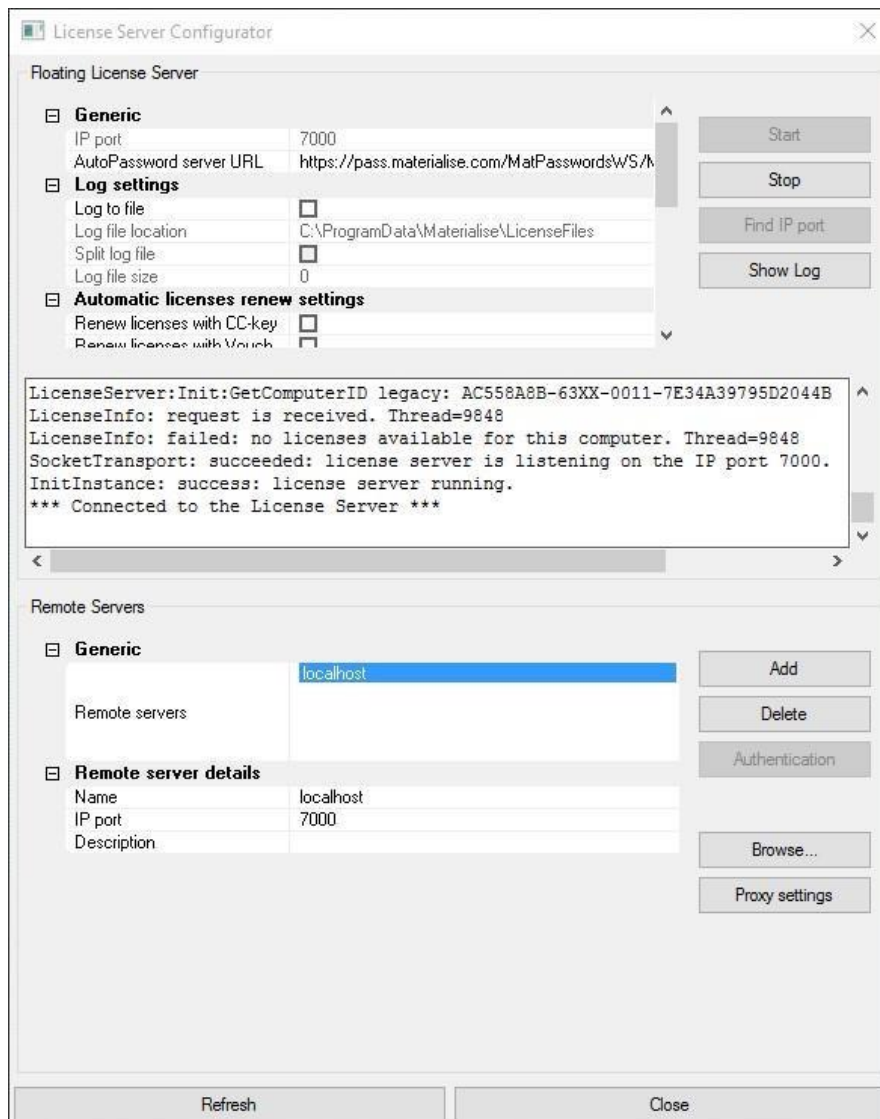 License Server Configurator
Floating License Server
Generic
IP port 7000
AutoPassword server URL https://pass.materialise.com/MatPasswordsWS/M
Log settings
Log to file
Log file location C:\ProgramData\Materialise\LicenseFiles
Split log file
Log file size 0
Automatic licenses renew settings
Renew licenses with CC-key
Renew licenses with Vouch
Start
Stop
Find IP port
Show Log
LicenseServer:Init:GetComputerID legacy: AC558A8B-63XX-0011-7E34A39795D2044B
LicenseInfo: request is received. Thread=9848
LicenseInfo: failed: no licenses available for this computer. Thread=9848
SocketTransport: succeeded: license server is listening on the IP port 7000.
InitInstance: success: license server running.
*** Connected to the License Server ***
Remote Servers
Generic
localhost
Remote servers
Remote server details
Name localhost
IP port 7000
Description
Add
Delete
Authentication
Browse...
Proxy settings
Refresh
Close